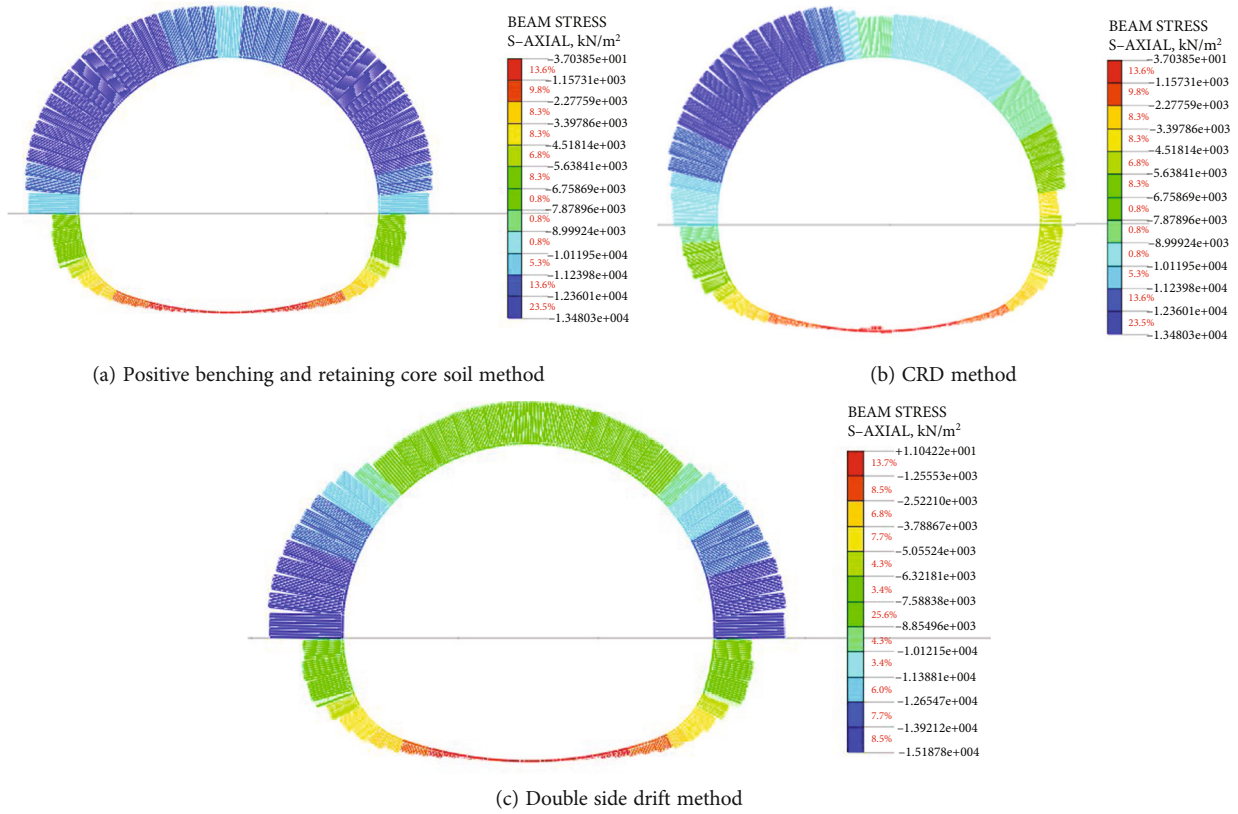 BEAM STRESS
S–AXIAL, kN/m²
–3.70385e+001
13.6%
–1.15731e+003
9.8%
–2.27759e+003
8.3%
–3.39786e+003
8.3%
–4.51814e+003
6.8%
–5.63841e+003
8.3%
–6.75869e+003
0.8%
–7.87896e+003
0.8%
–8.99924e+003
0.8%
–1.01195e+004
5.3%
–1.12398e+004
13.6%
–1.23601e+004
23.5%
–1.34803e+004
(a) Positive benching and retaining core soil method
BEAM STRESS
S–AXIAL, kN/m²
–3.70385e+001
13.6%
–1.15731e+003
9.8%
–2.27759e+003
8.3%
–3.39786e+003
8.3%
–4.51814e+003
6.8%
–5.63841e+003
8.3%
–6.75869e+003
0.8%
–7.87896e+003
0.8%
–8.99924e+003
0.8%
–1.01195e+004
5.3%
–1.12398e+004
13.6%
–1.23601e+004
23.5%
–1.34803e+004
(b) CRD method
BEAM STRESS
S–AXIAL, kN/m²
+1.10422e+001
13.7%
–1.25553e+003
8.5%
–2.52210e+003
6.8%
–3.78867e+003
7.7%
–5.05524e+003
4.3%
–6.32181e+003
3.4%
–7.58838e+003
25.6%
–8.85496e+003
4.3%
–1.01215e+004
3.4%
–1.13881e+004
6.0%
–1.26547e+004
7.7%
–1.39212e+004
8.5%
–1.51878e+004
(c) Double side drift method